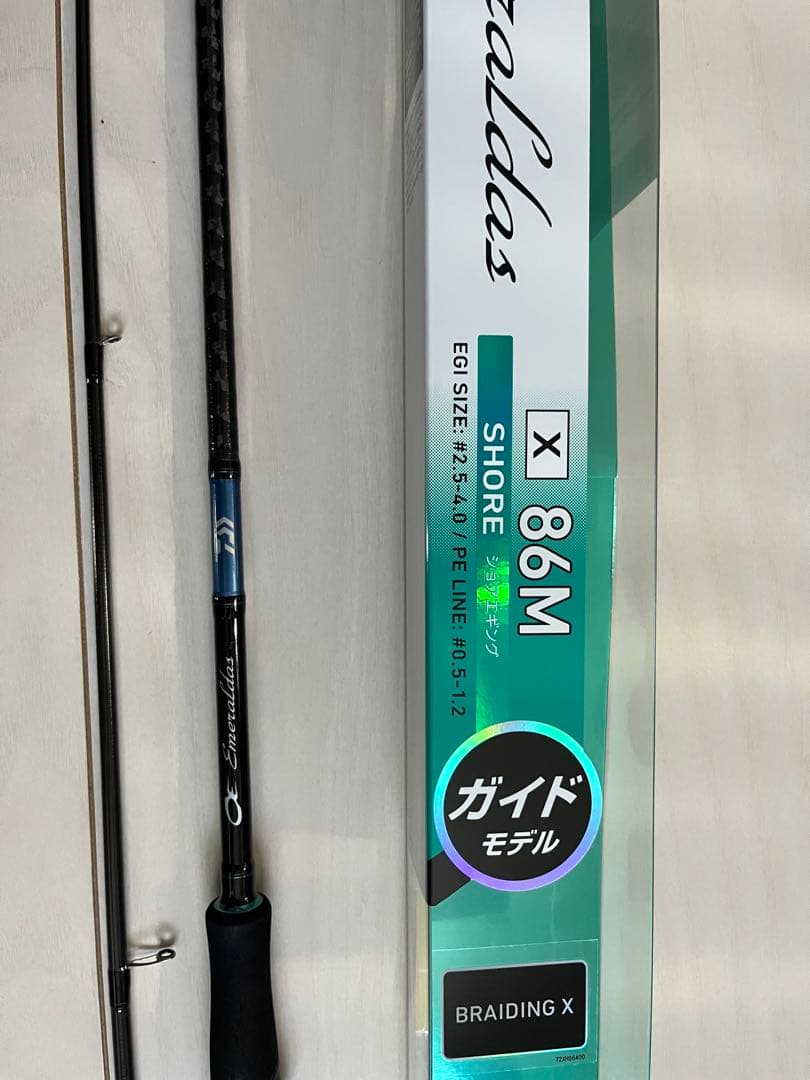 Emeraldas
X 86M
SHORE ショアエギング
EGI SIZE: #2.5-4.0 / PE LINE: #0.5-1.2
ガイド
モデル
BRAIDING X